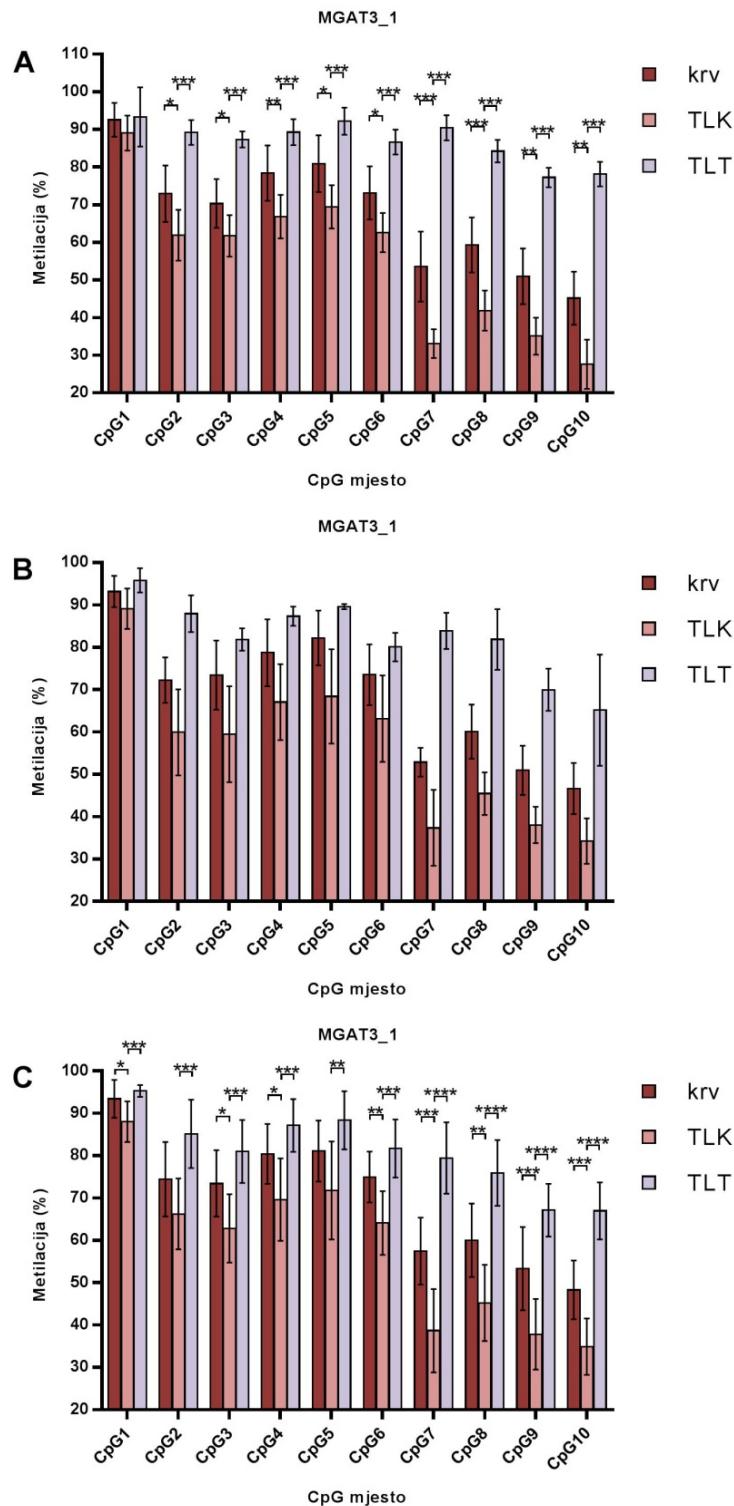 MGAT3_1
A
110
100
90
80
70
60
50
40
30
20
Metilacija (%)
* *** * *** ** *** * *** * *** *** *** *** *** ** *** ** ***
krv
TLK
TLT
CpG1 CpG2 CpG3 CpG4 CpG5 CpG6 CpG7 CpG8 CpG9 CpG10
CpG mjesto
MGAT3_1
B
100
90
80
70
60
50
40
30
20
Metilacija (%)
krv
TLK
TLT
CpG1 CpG2 CpG3 CpG4 CpG5 CpG6 CpG7 CpG8 CpG9 CpG10
CpG mjesto
MGAT3_1
C
100
90
80
70
60
50
40
30
20
Metilacija (%)
* *** *** * *** * *** ** ** *** *** **** ** **** *** **** *** ****
krv
TLK
TLT
CpG1 CpG2 CpG3 CpG4 CpG5 CpG6 CpG7 CpG8 CpG9 CpG10
CpG mjesto